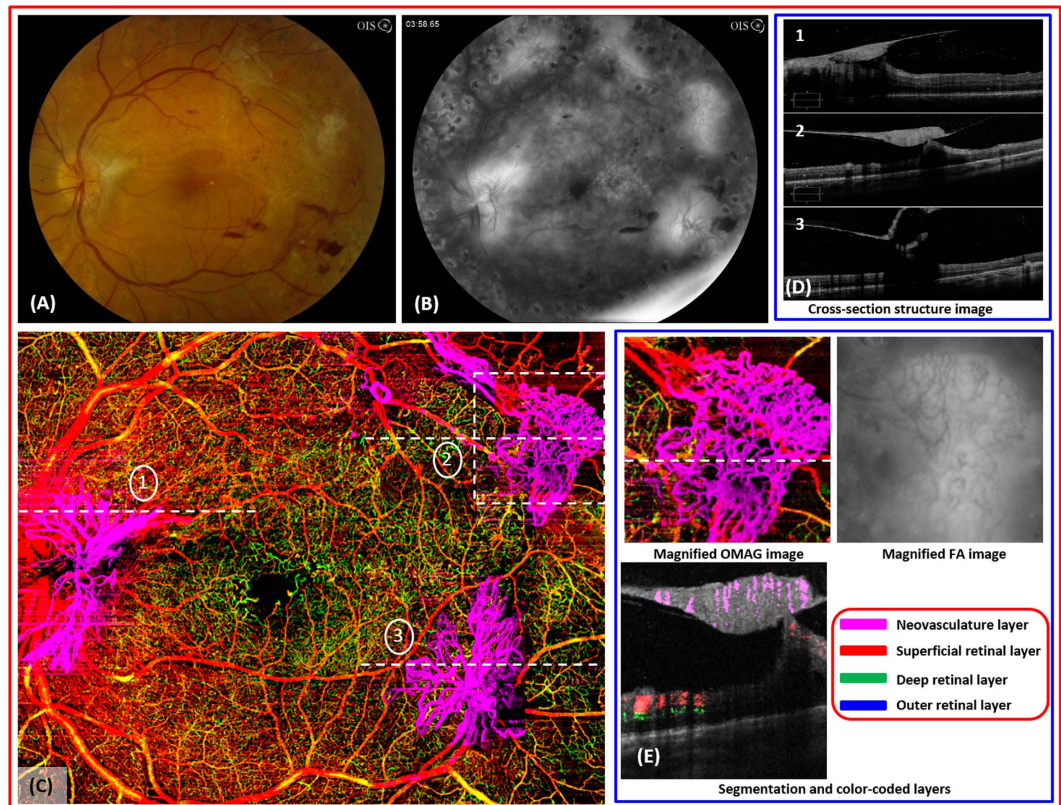 OIS
(A)
03:58.65
OIS
(B)
1
2
3
(D)
Cross-section structure image
1
2
3
(C)
Magnified OMAG image
Magnified FA image
(E)
Neovasculature layer
Superficial retinal layer
Deep retinal layer
Outer retinal layer
Segmentation and color-coded layers